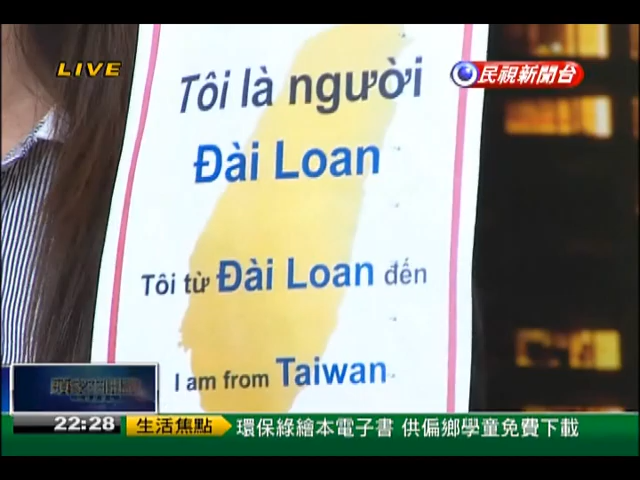 LIVE
民視新聞台
Tôi là người
Đài Loan
Tôi từ Đài Loan đến
I am from Taiwan
22:28
生活焦點
環保綠繪本電子書 供偏鄉學童免費下載